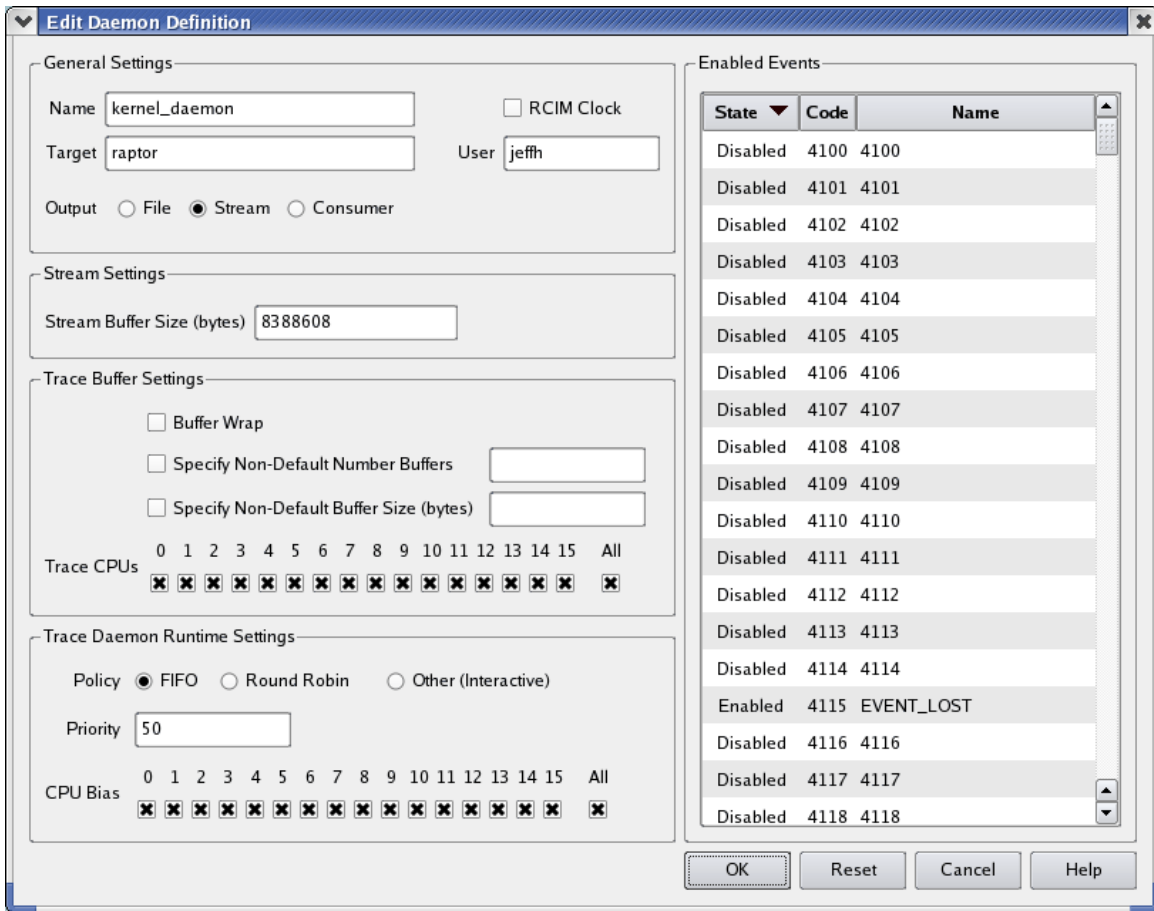 Edit Daemon Definition
General Settings
Name kernel_daemon RCIM Clock
Target raptor User jeffh
Output File Stream Consumer
Stream Settings
Stream Buffer Size (bytes) 8388608
Trace Buffer Settings
Buffer Wrap
Specify Non-Default Number Buffers
Specify Non-Default Buffer Size (bytes)
0 1 2 3 4 5 6 7 8 9 10 11 12 13 14 15 All
Trace CPUs
Trace Daemon Runtime Settings
Policy FIFO Round Robin Other (Interactive)
Priority 50
0 1 2 3 4 5 6 7 8 9 10 11 12 13 14 15 All
CPU Bias
Enabled Events
State Code Name
Disabled 4100 4100
Disabled 4101 4101
Disabled 4102 4102
Disabled 4103 4103
Disabled 4104 4104
Disabled 4105 4105
Disabled 4106 4106
Disabled 4107 4107
Disabled 4108 4108
Disabled 4109 4109
Disabled 4110 4110
Disabled 4111 4111
Disabled 4112 4112
Disabled 4113 4113
Disabled 4114 4114
Enabled 4115 EVENT_LOST
Disabled 4116 4116
Disabled 4117 4117
Disabled 4118 4118
OK Reset Cancel Help